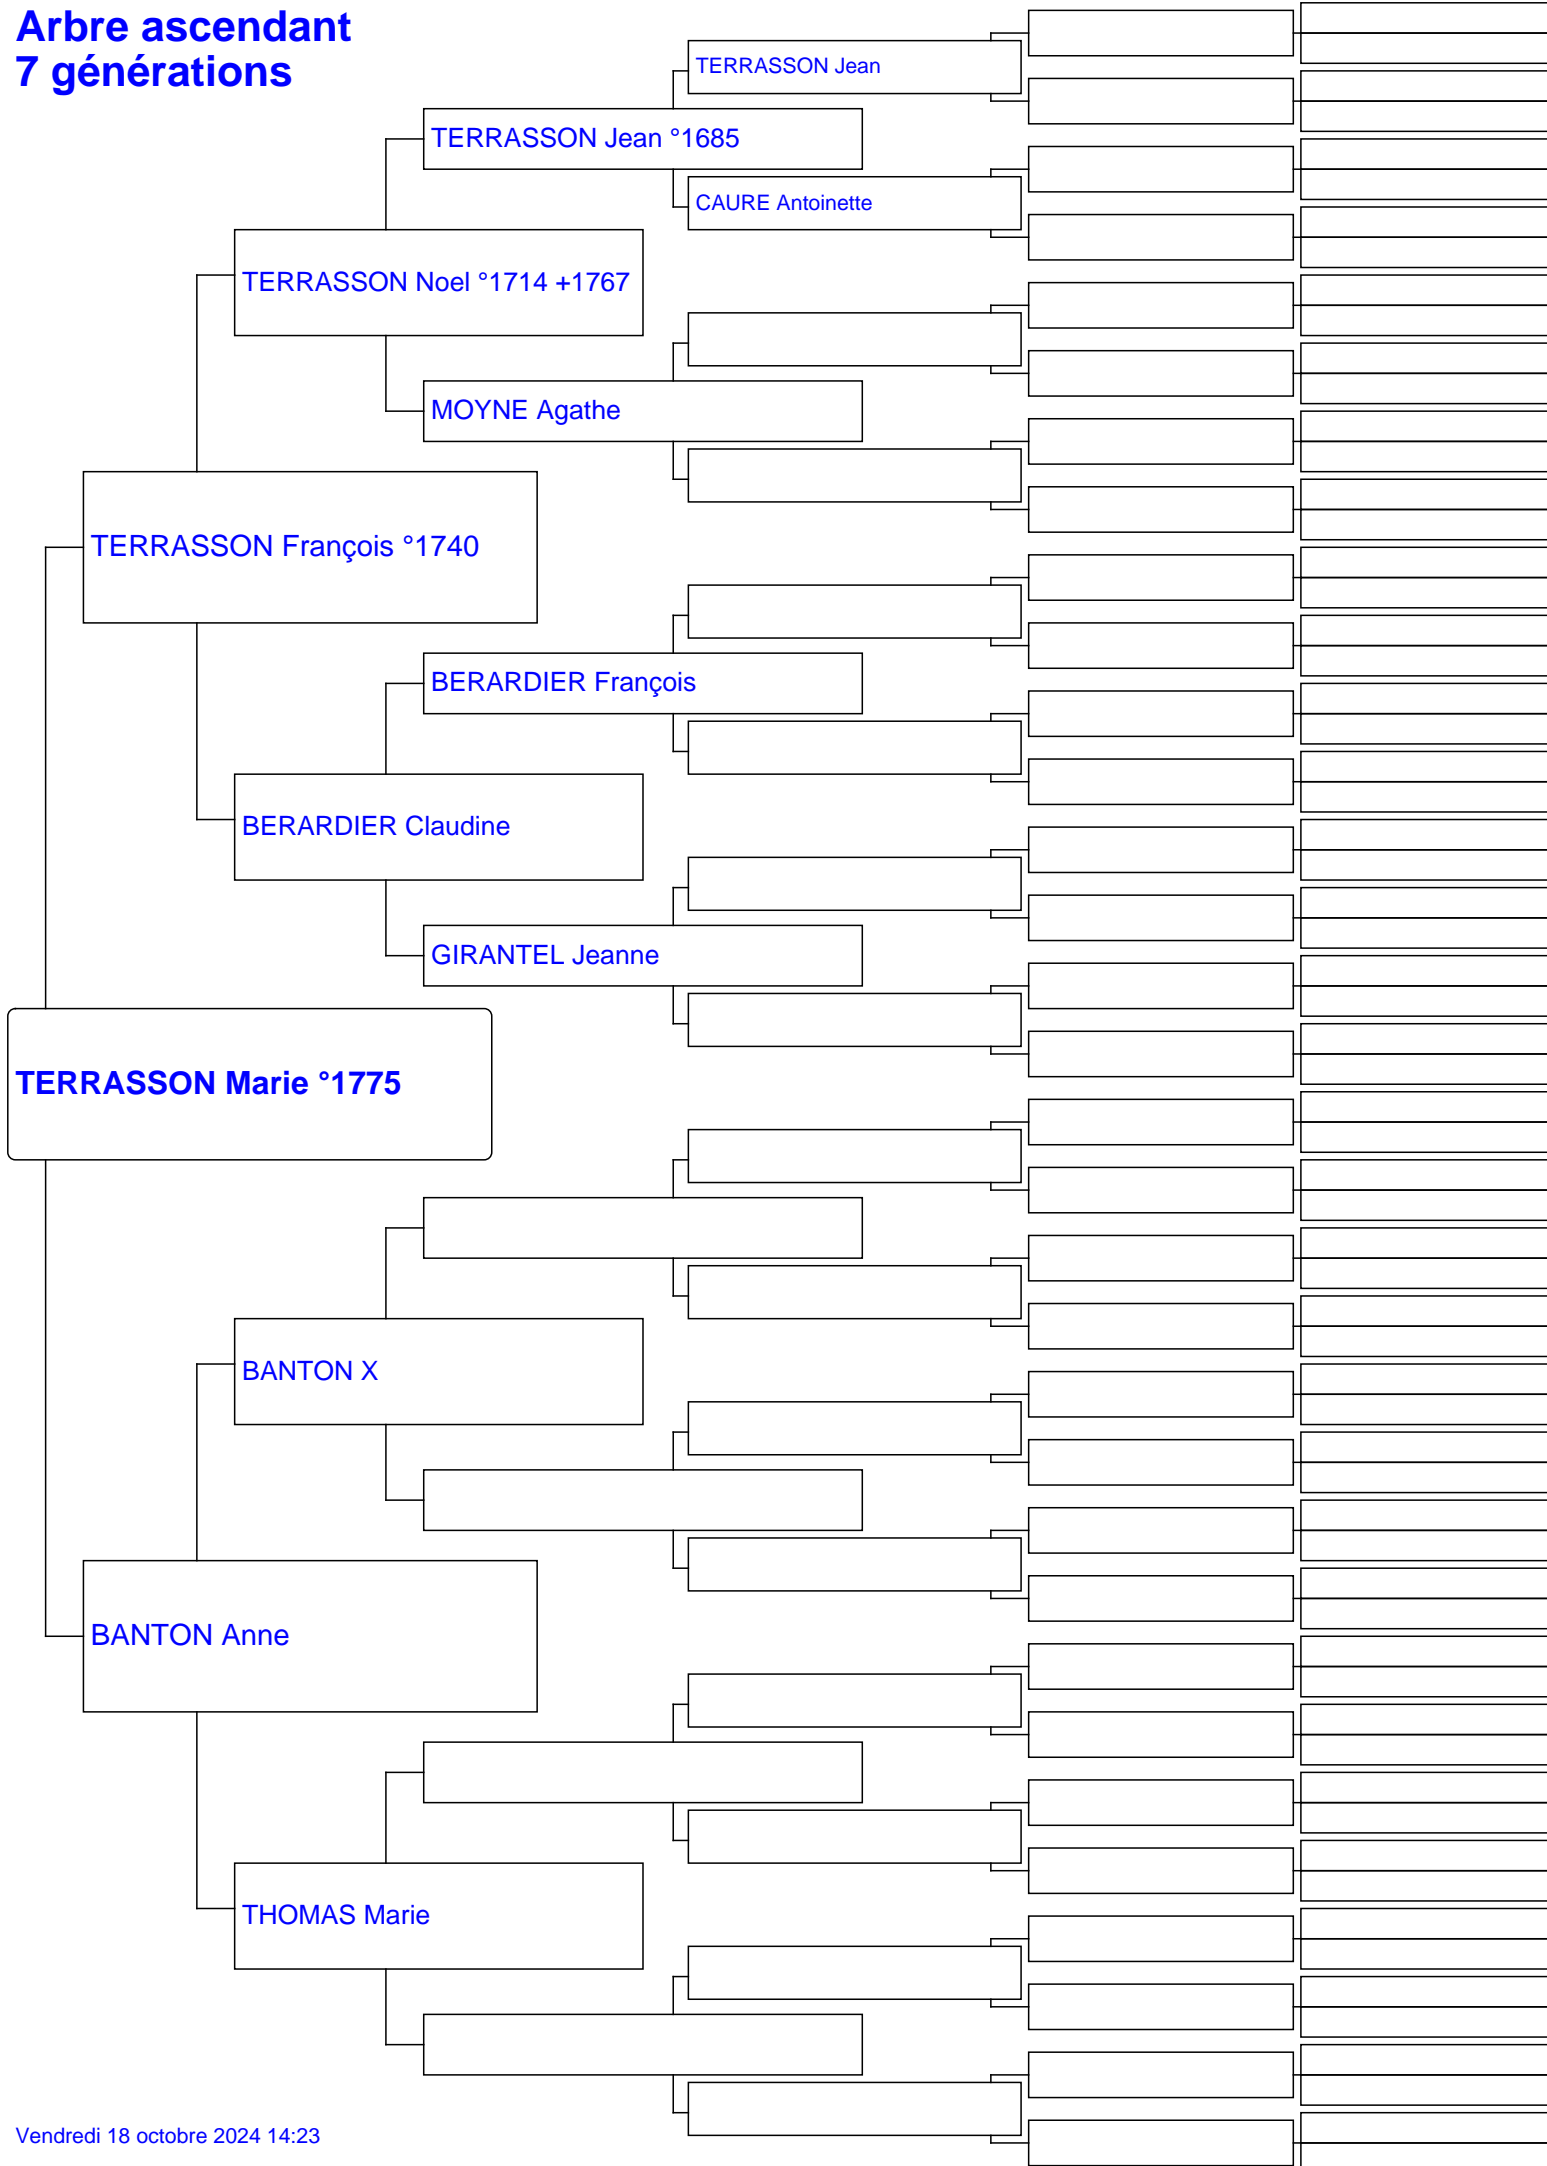 Arbre ascendant
7 générations
TERRASSON Jean
TERRASSON Jean °1685
CAURE Antoinette
TERRASSON Noel °1714 +1767
MOYNE Agathe
TERRASSON François °1740
BERARDIER François
BERARDIER Claudine
GIRANTEL Jeanne
TERRASSON Marie °1775
BANTON X
BANTON Anne
THOMAS Marie
Vendredi 18 octobre 2024 14:23